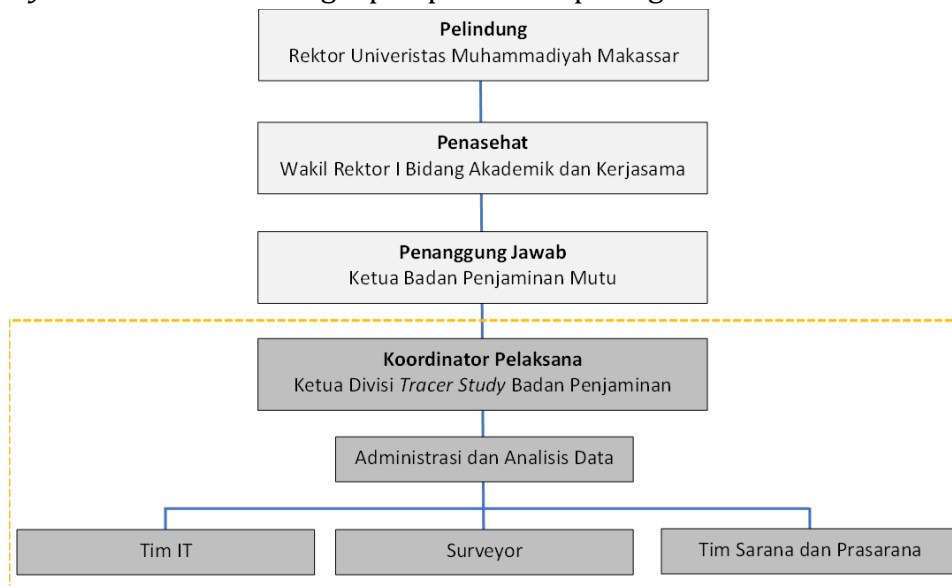 Pelindung
Rektor Univeristas Muhammadiyah Makassar
Penasehat
Wakil Rektor I Bidang Akademik dan Kerjasama
Penanggung Jawab
Ketua Badan Penjaminan Mutu
Koordinator Pelaksana
Ketua Divisi Tracer Study Badan Penjaminan
Administrasi dan Analisis Data
Tim IT
Surveyor
Tim Sarana dan Prasarana